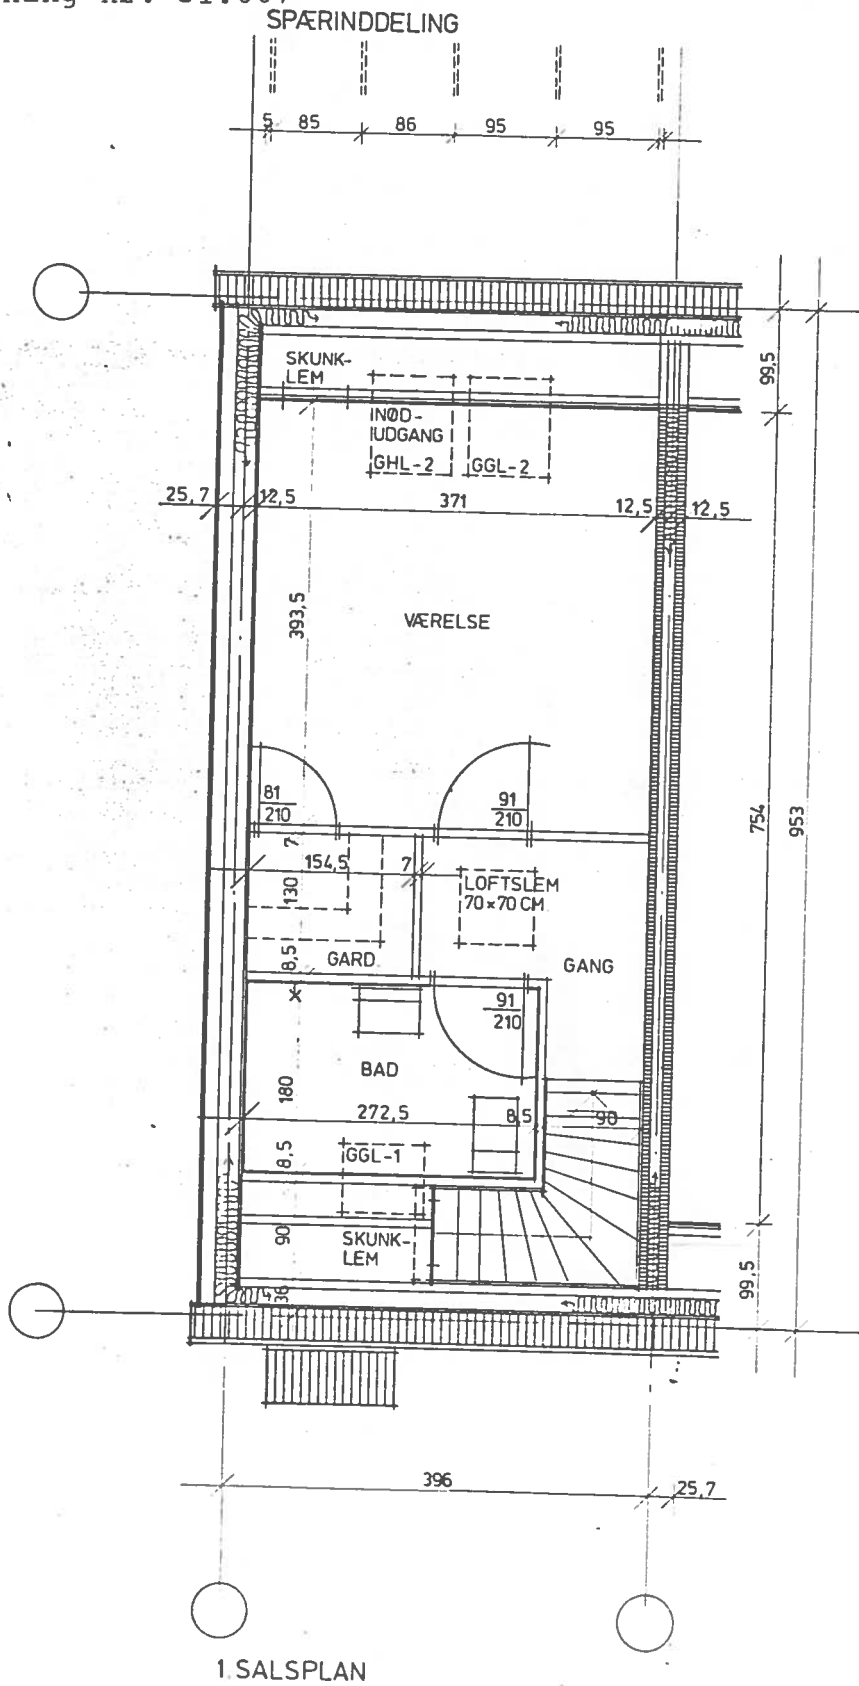 SPÆRINDDELING
5 85 86 95 95
SKUNK-
LEM
NØD-
UDGANG
GHL-2 GGL-2
99,5
25,7 12,5 371 12,5 12,5
393,5
VÆRELSE
81
210
91
210
754
953
7
154,5 7
130
LOFTSLEM
70x70 CM
8,5
GARD
GANG
91
210
BAD
180
272,5 8,5 90
8,5
GGL-1
90
SKUNK-
LEM
36
99,5
396 25,7
1. SALSPLAN